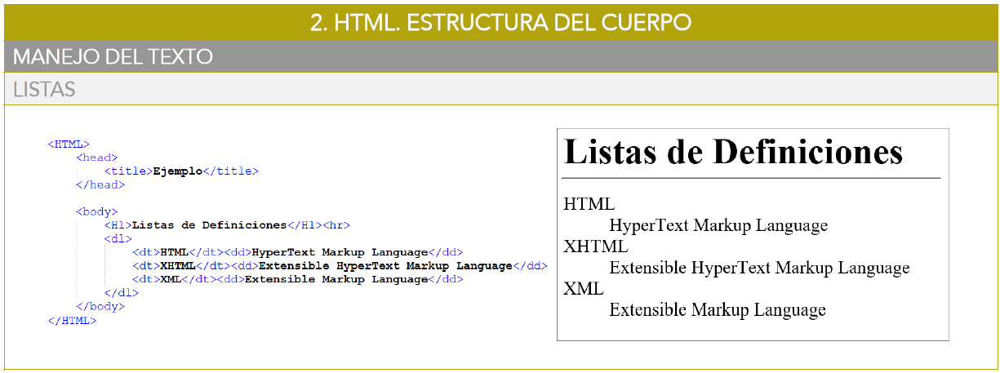 2. HTML. ESTRUCTURA DEL CUERPO
MANEJO DEL TEXTO
LISTAS
<HTML>
<head>
<title>Ejemplo</title>
</head>
<body>
<H1>Listas de Definiciones</H1><hr>
<dl>
<dt>HTML</dt><dd>HyperText Markup Language</dd>
<dt>XHTML</dt><dd>Extensible HyperText Markup Language</dd>
<dt>XML</dt><dd>Extensible Markup Language</dd>
</dl>
</body>
</HTML>
Listas de Definiciones
HTML
HyperText Markup Language
XHTML
Extensible HyperText Markup Language
XML
Extensible Markup Language